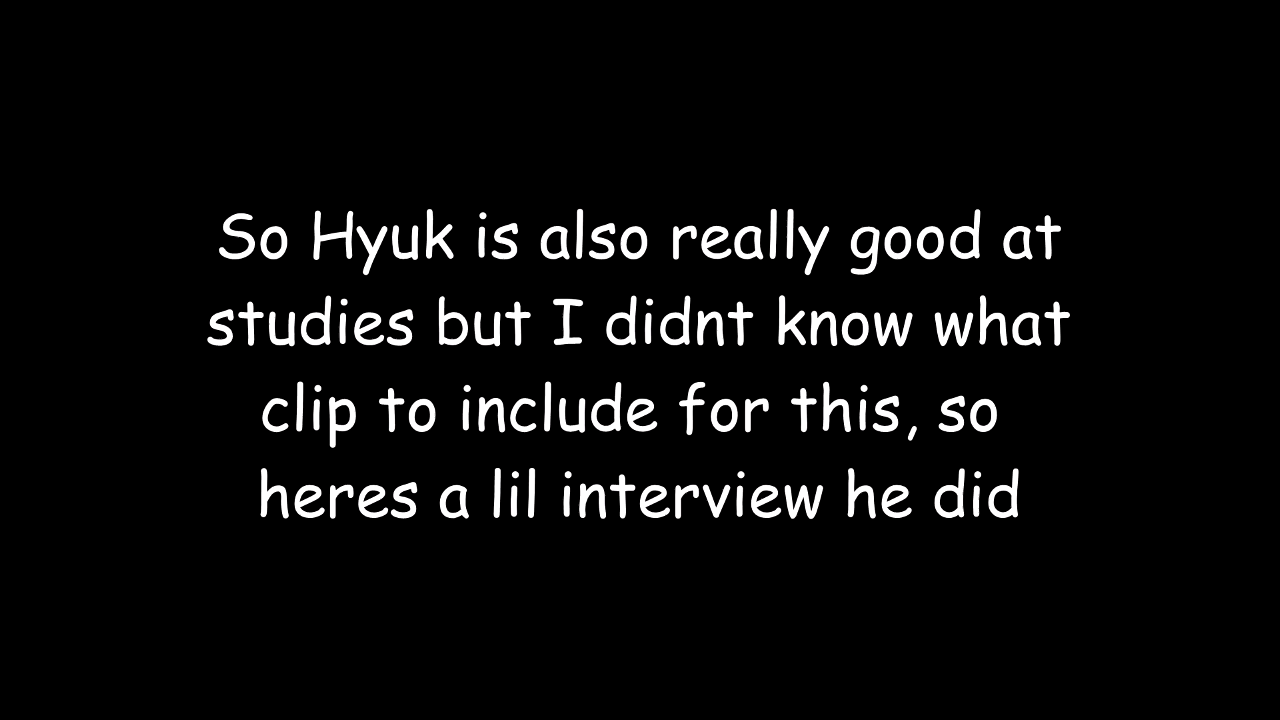 So Hyuk is also really good at
studies but I didnt know what
clip to include for this, so
heres a lil interview he did